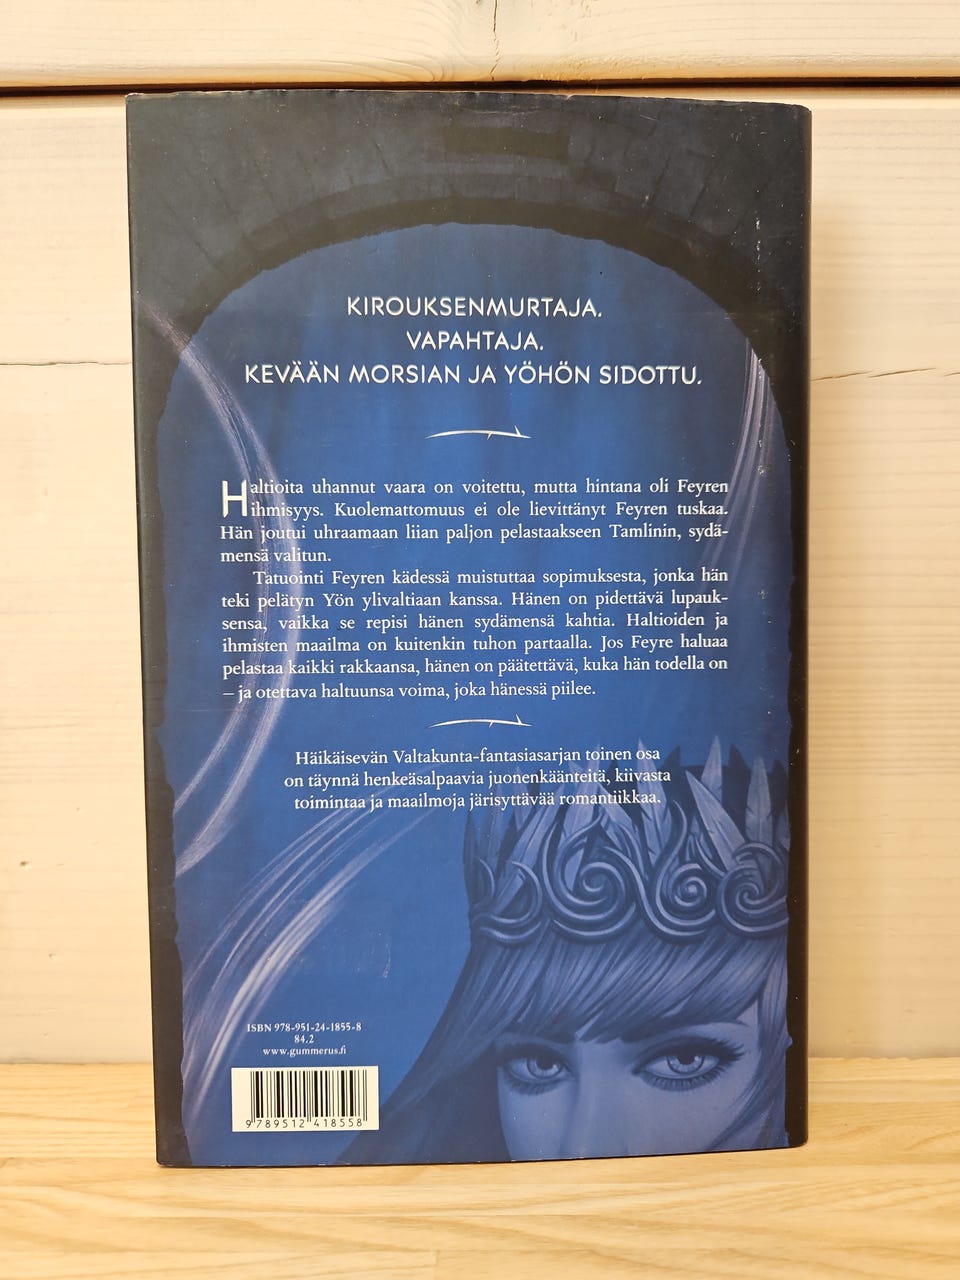 KIROUKSENMURTAJA.
VAPAHTAJA.
KEVÄÄN MORSIAN JA YÖHÖN SIDOTTU.
Haltioita uhannut vaara on voitettu, mutta hintana oli Feyren
ihmisyys. Kuolemattomuus ei ole lievittänyt Feyren tuskaa.
Hän joutui uhraamaan liian paljon pelastaakseen Tamlinin, sydä-
mensä valitun.
Tatuointi Feyren kädessä muistuttaa sopimuksesta, jonka hän
teki pelätyn Yön ylivaltiaan kanssa. Hänen on pidettävä lupauk-
sensa, vaikka se repisi hänen sydämensä kahtia. Haltioiden ja
ihmisten maailma on kuitenkin tuhon partaalla. Jos Feyre haluaa
pelastaa kaikki rakkaansa, hänen on päätettävä, kuka hän todella on
– ja otettava haltuunsa voima, joka hänessä piilee.
Häikäisevän Valtakunta-fantasiasarjan toinen osa
on täynnä henkeäsalpaavia juonenkäänteitä, kiivasta
toimintaa ja maailmoja järisyttävää romantiikkaa.
ISBN 978-951-24-1855-8
84.2
www.gummerus.fi
9 789512 418558